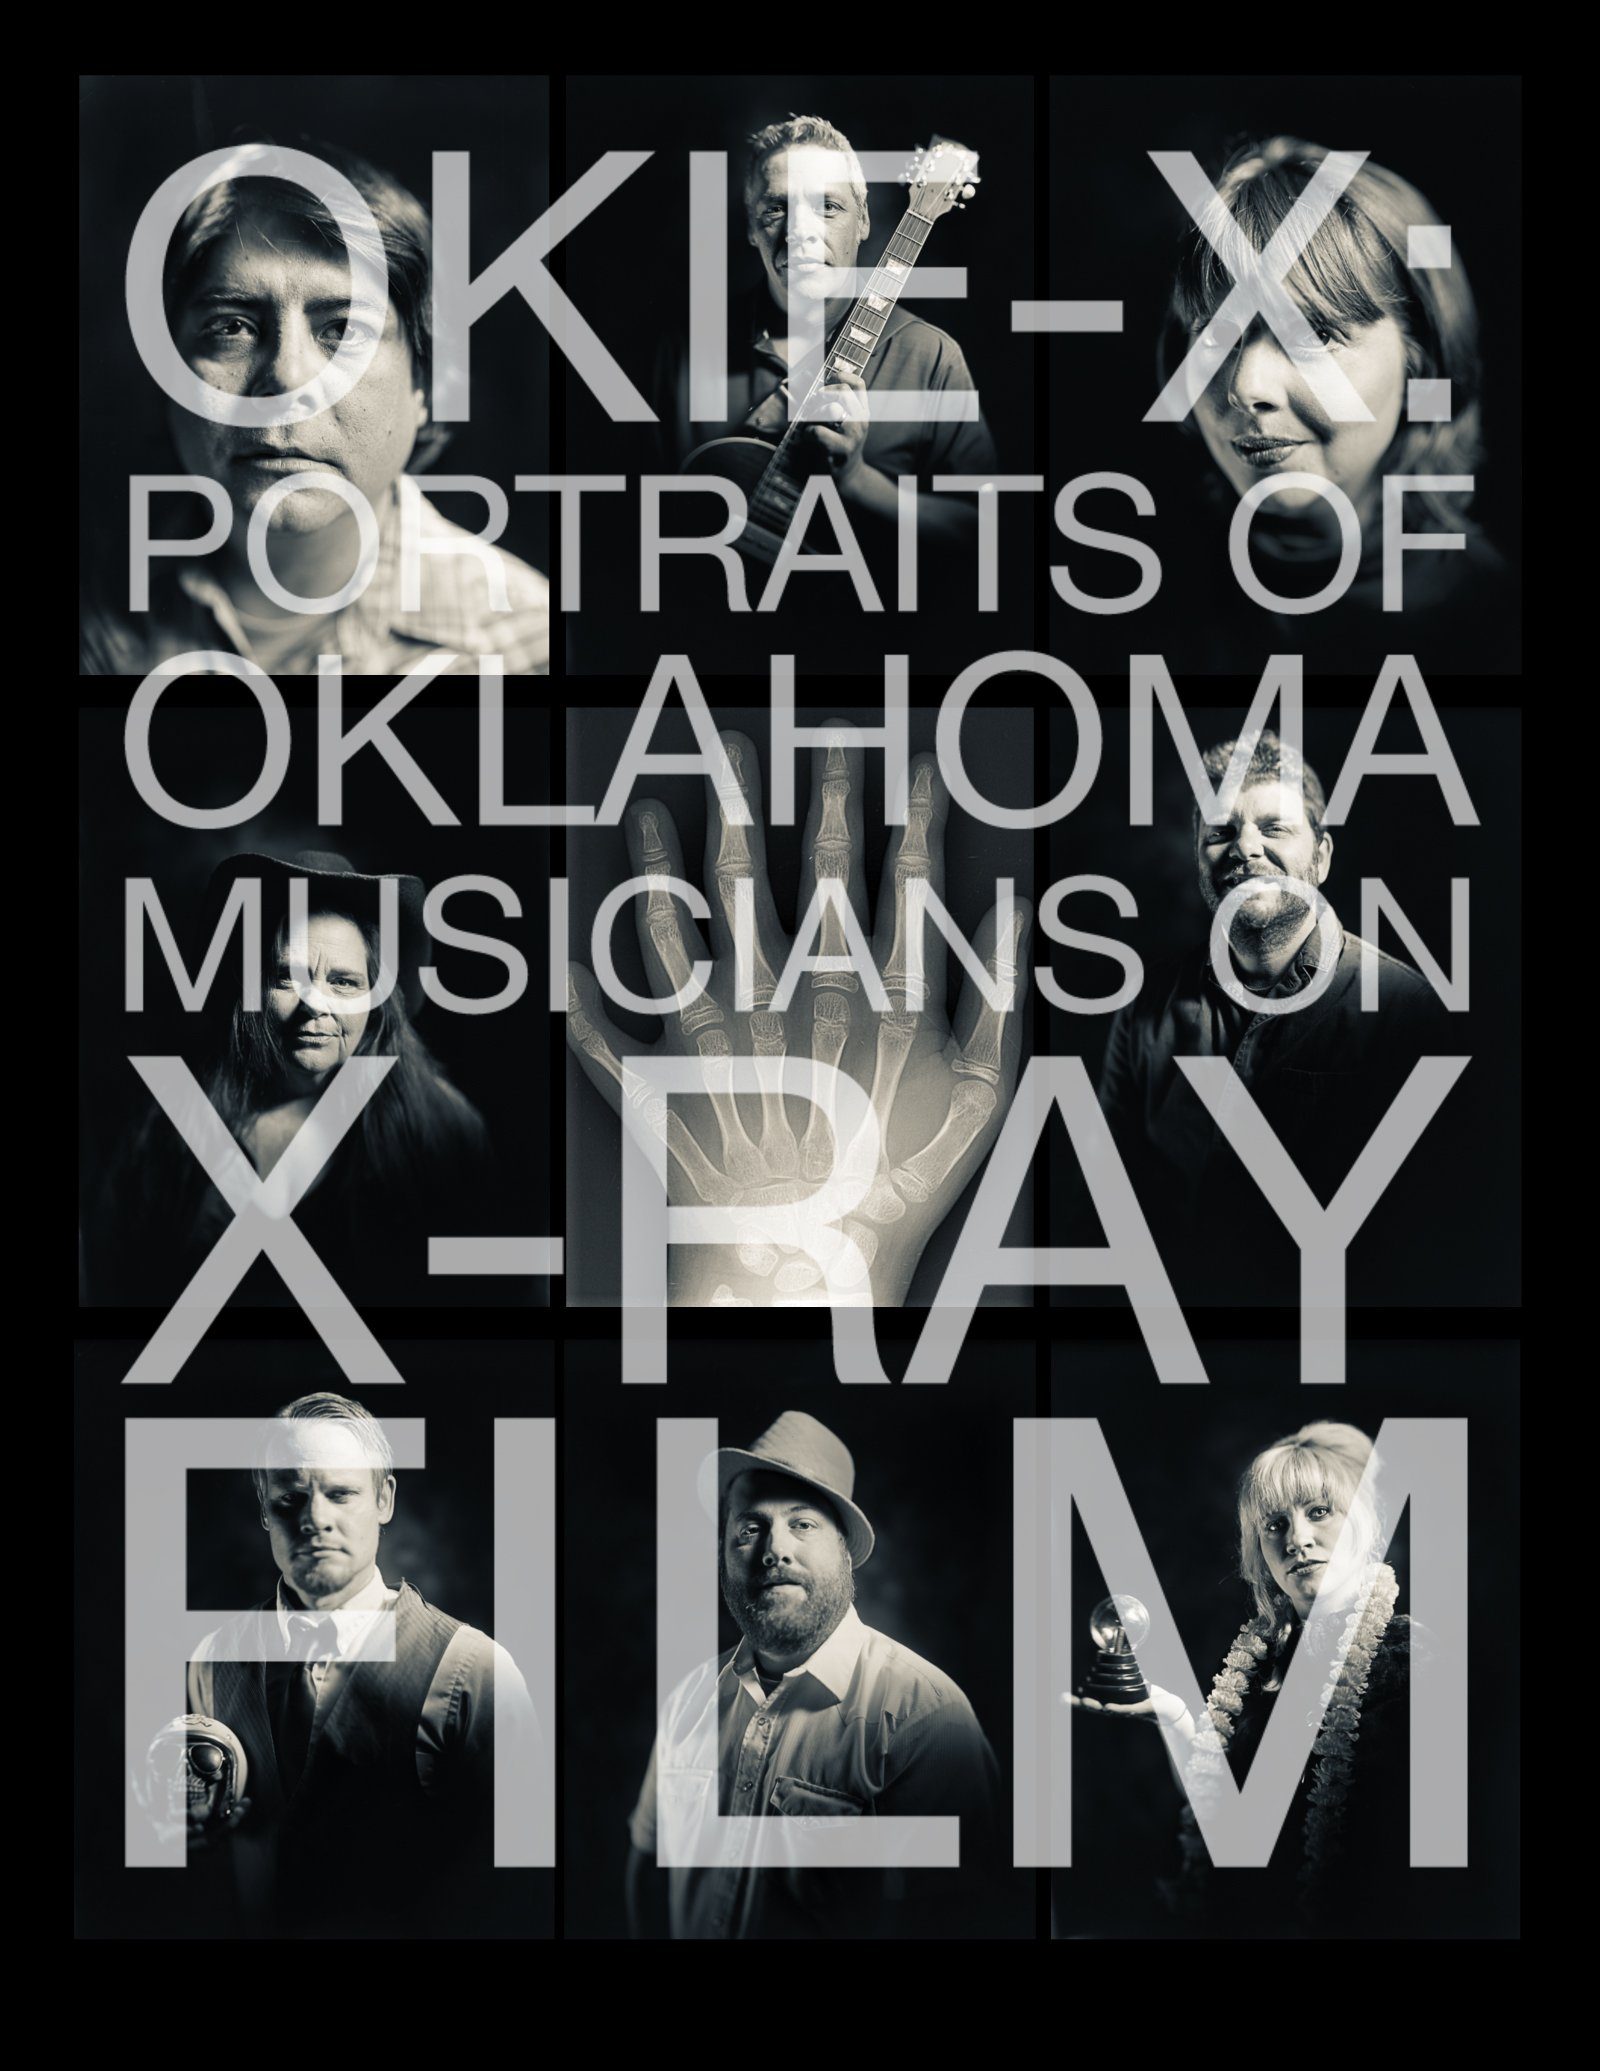 OKIE-X:
PORTRAITS OF
OKLAHOMA
MUSICIANS ON
X-RAY
FILM